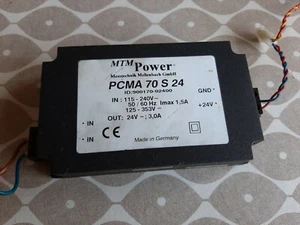 MTM Power
Messtechnik Mellenbach GmbH
PCMA 70 S 24
ID:900170-02400
GND
IN : 115 - 240V~
50 / 60 Hz Imax 1,5A
+24V
125 - 353V
IN
OUT: 24V ; 3,0A
IN
CE
Made in Germany